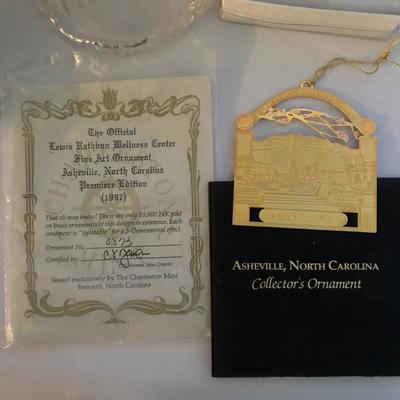 The Official
Lewis Rathbun Wellness Center
Fine Art Ornament
Asheville, North Carolina
Premiere Edition
(1997)
That all may know! There are only 10,000 24K gold
on brass ornaments of this design in existence. Each
ornament is "twistable" for a 3-Dimensional effect.
Ornament No. 0823
Certified by:
Mint Director
Issued exclusively by The Charleston Mint
Brevard, North Carolina
ASHEVILLE, NORTH CAROLINA
Collector's Ornament